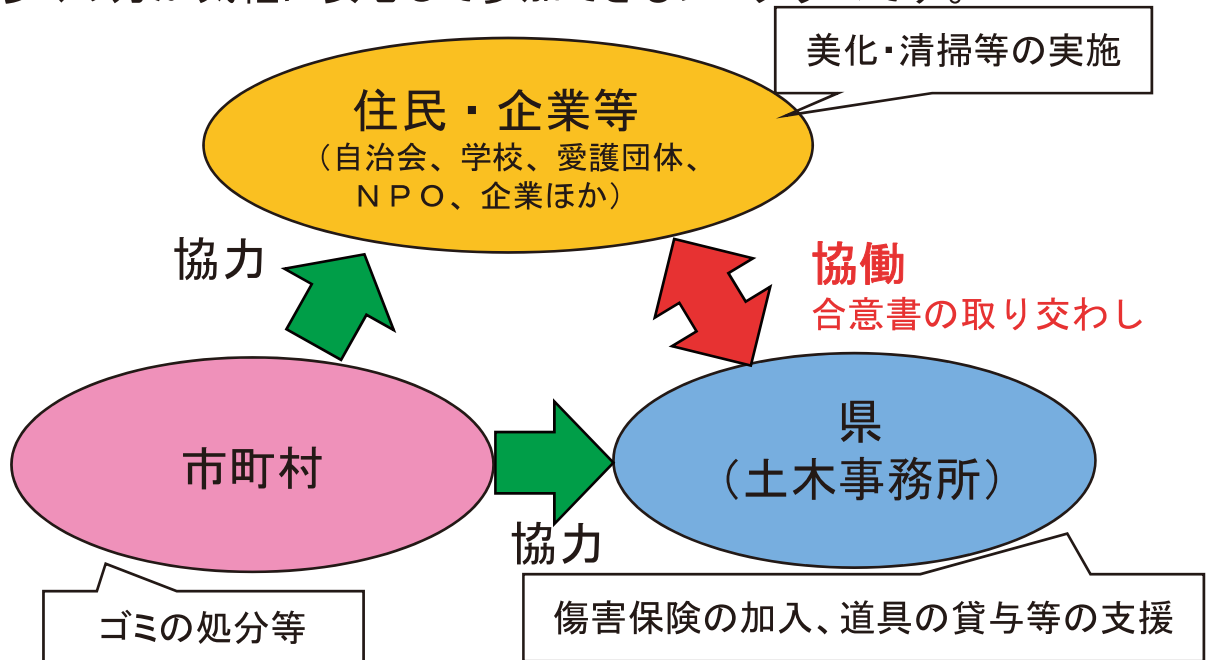 美化・清掃等の実施
住民・企業等
（自治会、学校、愛護団体、
ＮＰＯ、企業ほか）
協力
協働
合意書の取り交わし
市町村
県
（土木事務所）
協力
ゴミの処分等
傷害保険の加入、道具の貸与等の支援